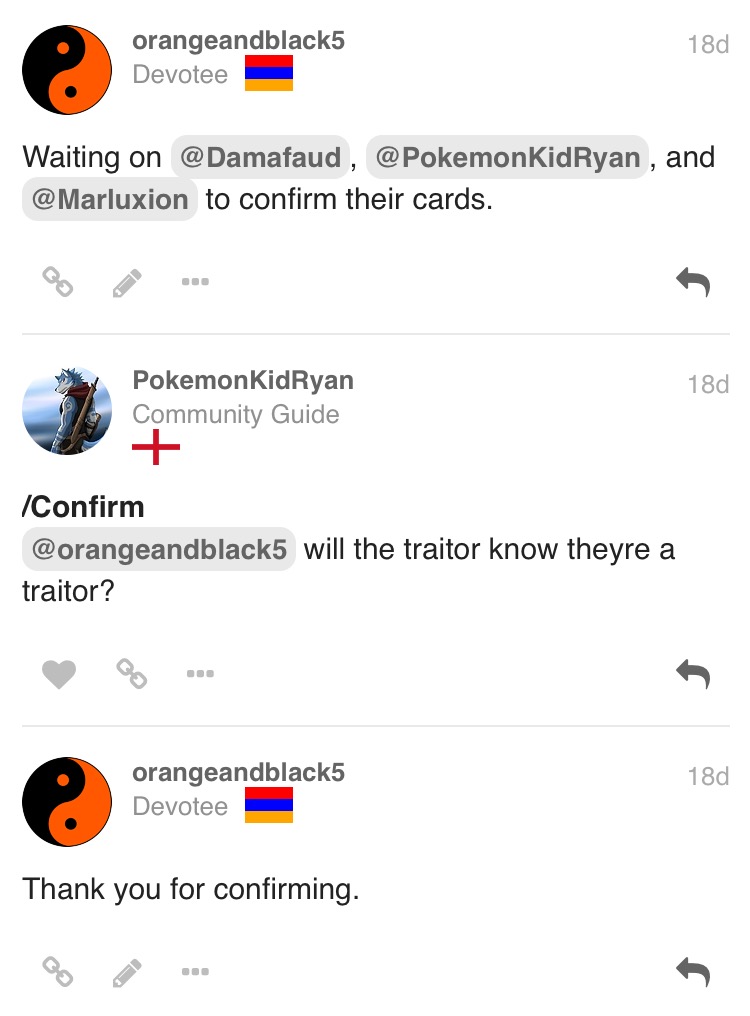 orangeandblack5
18d
Devotee
Waiting on @Damafaud, @PokemonKidRyan, and
@Marluxion to confirm their cards.
PokemonKidRyan
18d
Community Guide
/Confirm
@orangeandblack5 will the traitor know theyre a
traitor?
orangeandblack5
18d
Devotee
Thank you for confirming.